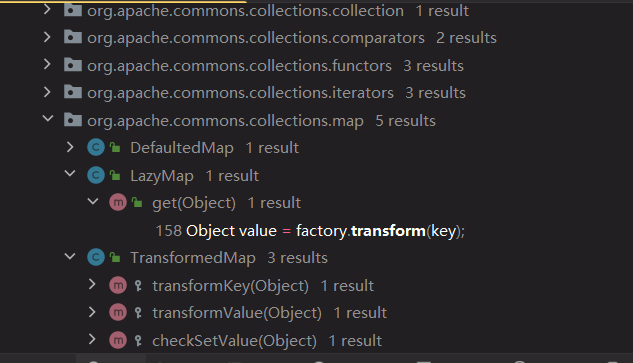 org.apache.commons.collections.collection 1 result
org.apache.commons.collections.comparators 2 results
org.apache.commons.collections.functors 3 results
org.apache.commons.collections.iterators 3 results
org.apache.commons.collections.map 5 results
C DefaultedMap 1 result
C LazyMap 1 result
m get(Object) 1 result
158 Object value = factory.transform(key);
C TransformedMap 3 results
m transformKey(Object) 1 result
m transformValue(Object) 1 result
m checkSetValue(Object) 1 result